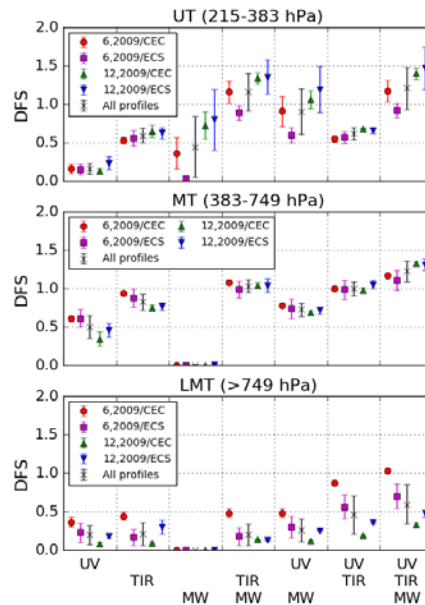 UT (215-383 hPa)
DFS
2.0
1.5
1.0
0.5
0.0
6,2009/CEC
6,2009/ECS
12,2009/CEC
12,2009/ECS
All profiles
MT (383-749 hPa)
DFS
2.0
1.5
1.0
0.5
0.0
6,2009/CEC
6,2009/ECS
All profiles
12,2009/CEC
12,2009/ECS
LMT (>749 hPa)
DFS
2.0
1.5
1.0
0.5
0.0
6,2009/CEC
6,2009/ECS
12,2009/CEC
12,2009/ECS
All profiles
UV UV UV UV
TIR TIR TIR TIR
MW MW MW MW